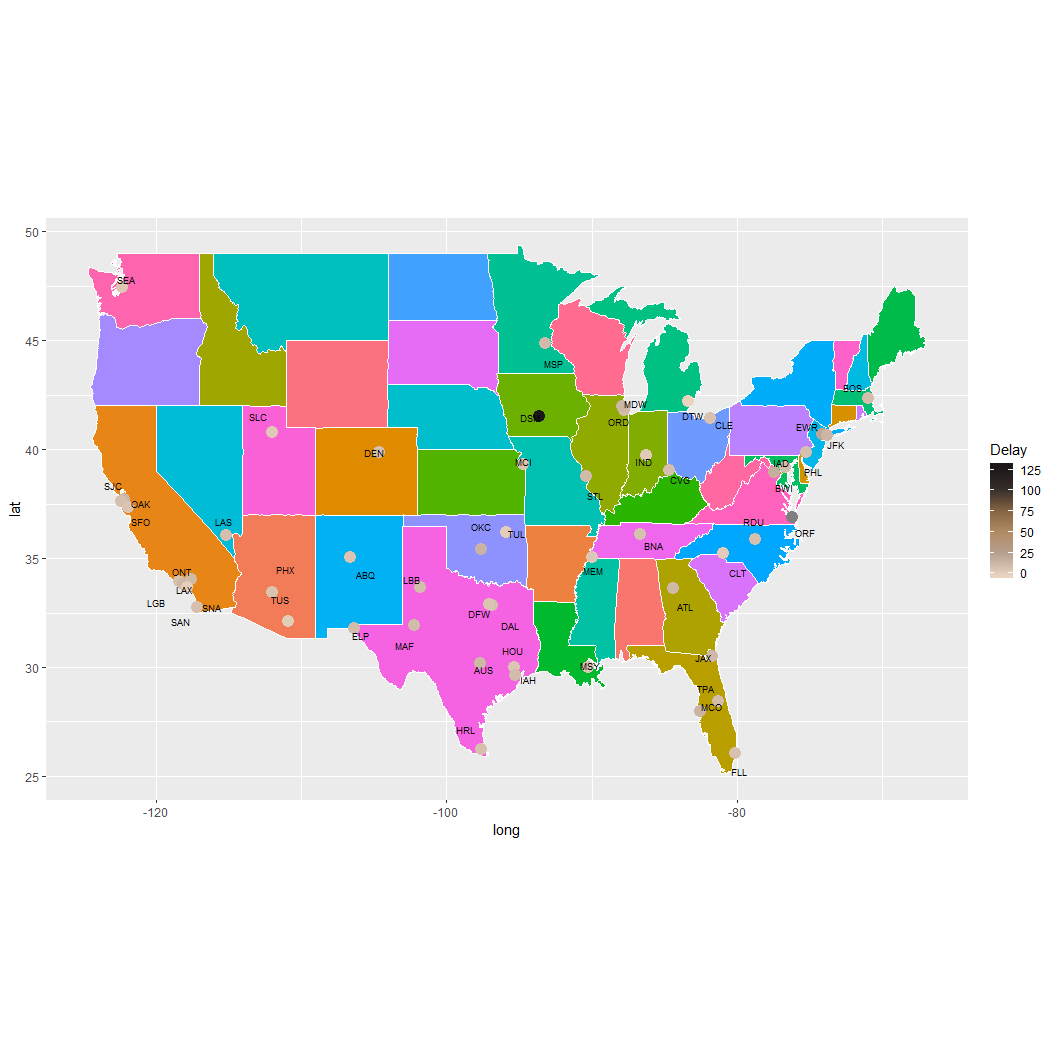 50
45
40
35
30
25
lat
-120
-100
-80
long
SEA
MSP
BOS
SLC
DSM
MDW
ORD
DTW
CLE
EWR
JFK
DEN
MCI
IND
CVG
IAD
PHL
BWI
SJC
OAK
SFO
LAS
STL
OKC
TUL
BNA
RDU
ORF
ONT
LAX
LGB
SNA
SAN
PHX
TUS
ABQ
LBB
MEM
CLT
ELP
MAF
DFW
DAL
ATL
HOU
AUS
IAH
MSY
JAX
TPA
MCO
HRL
FLL
Delay
125
100
75
50
25
0